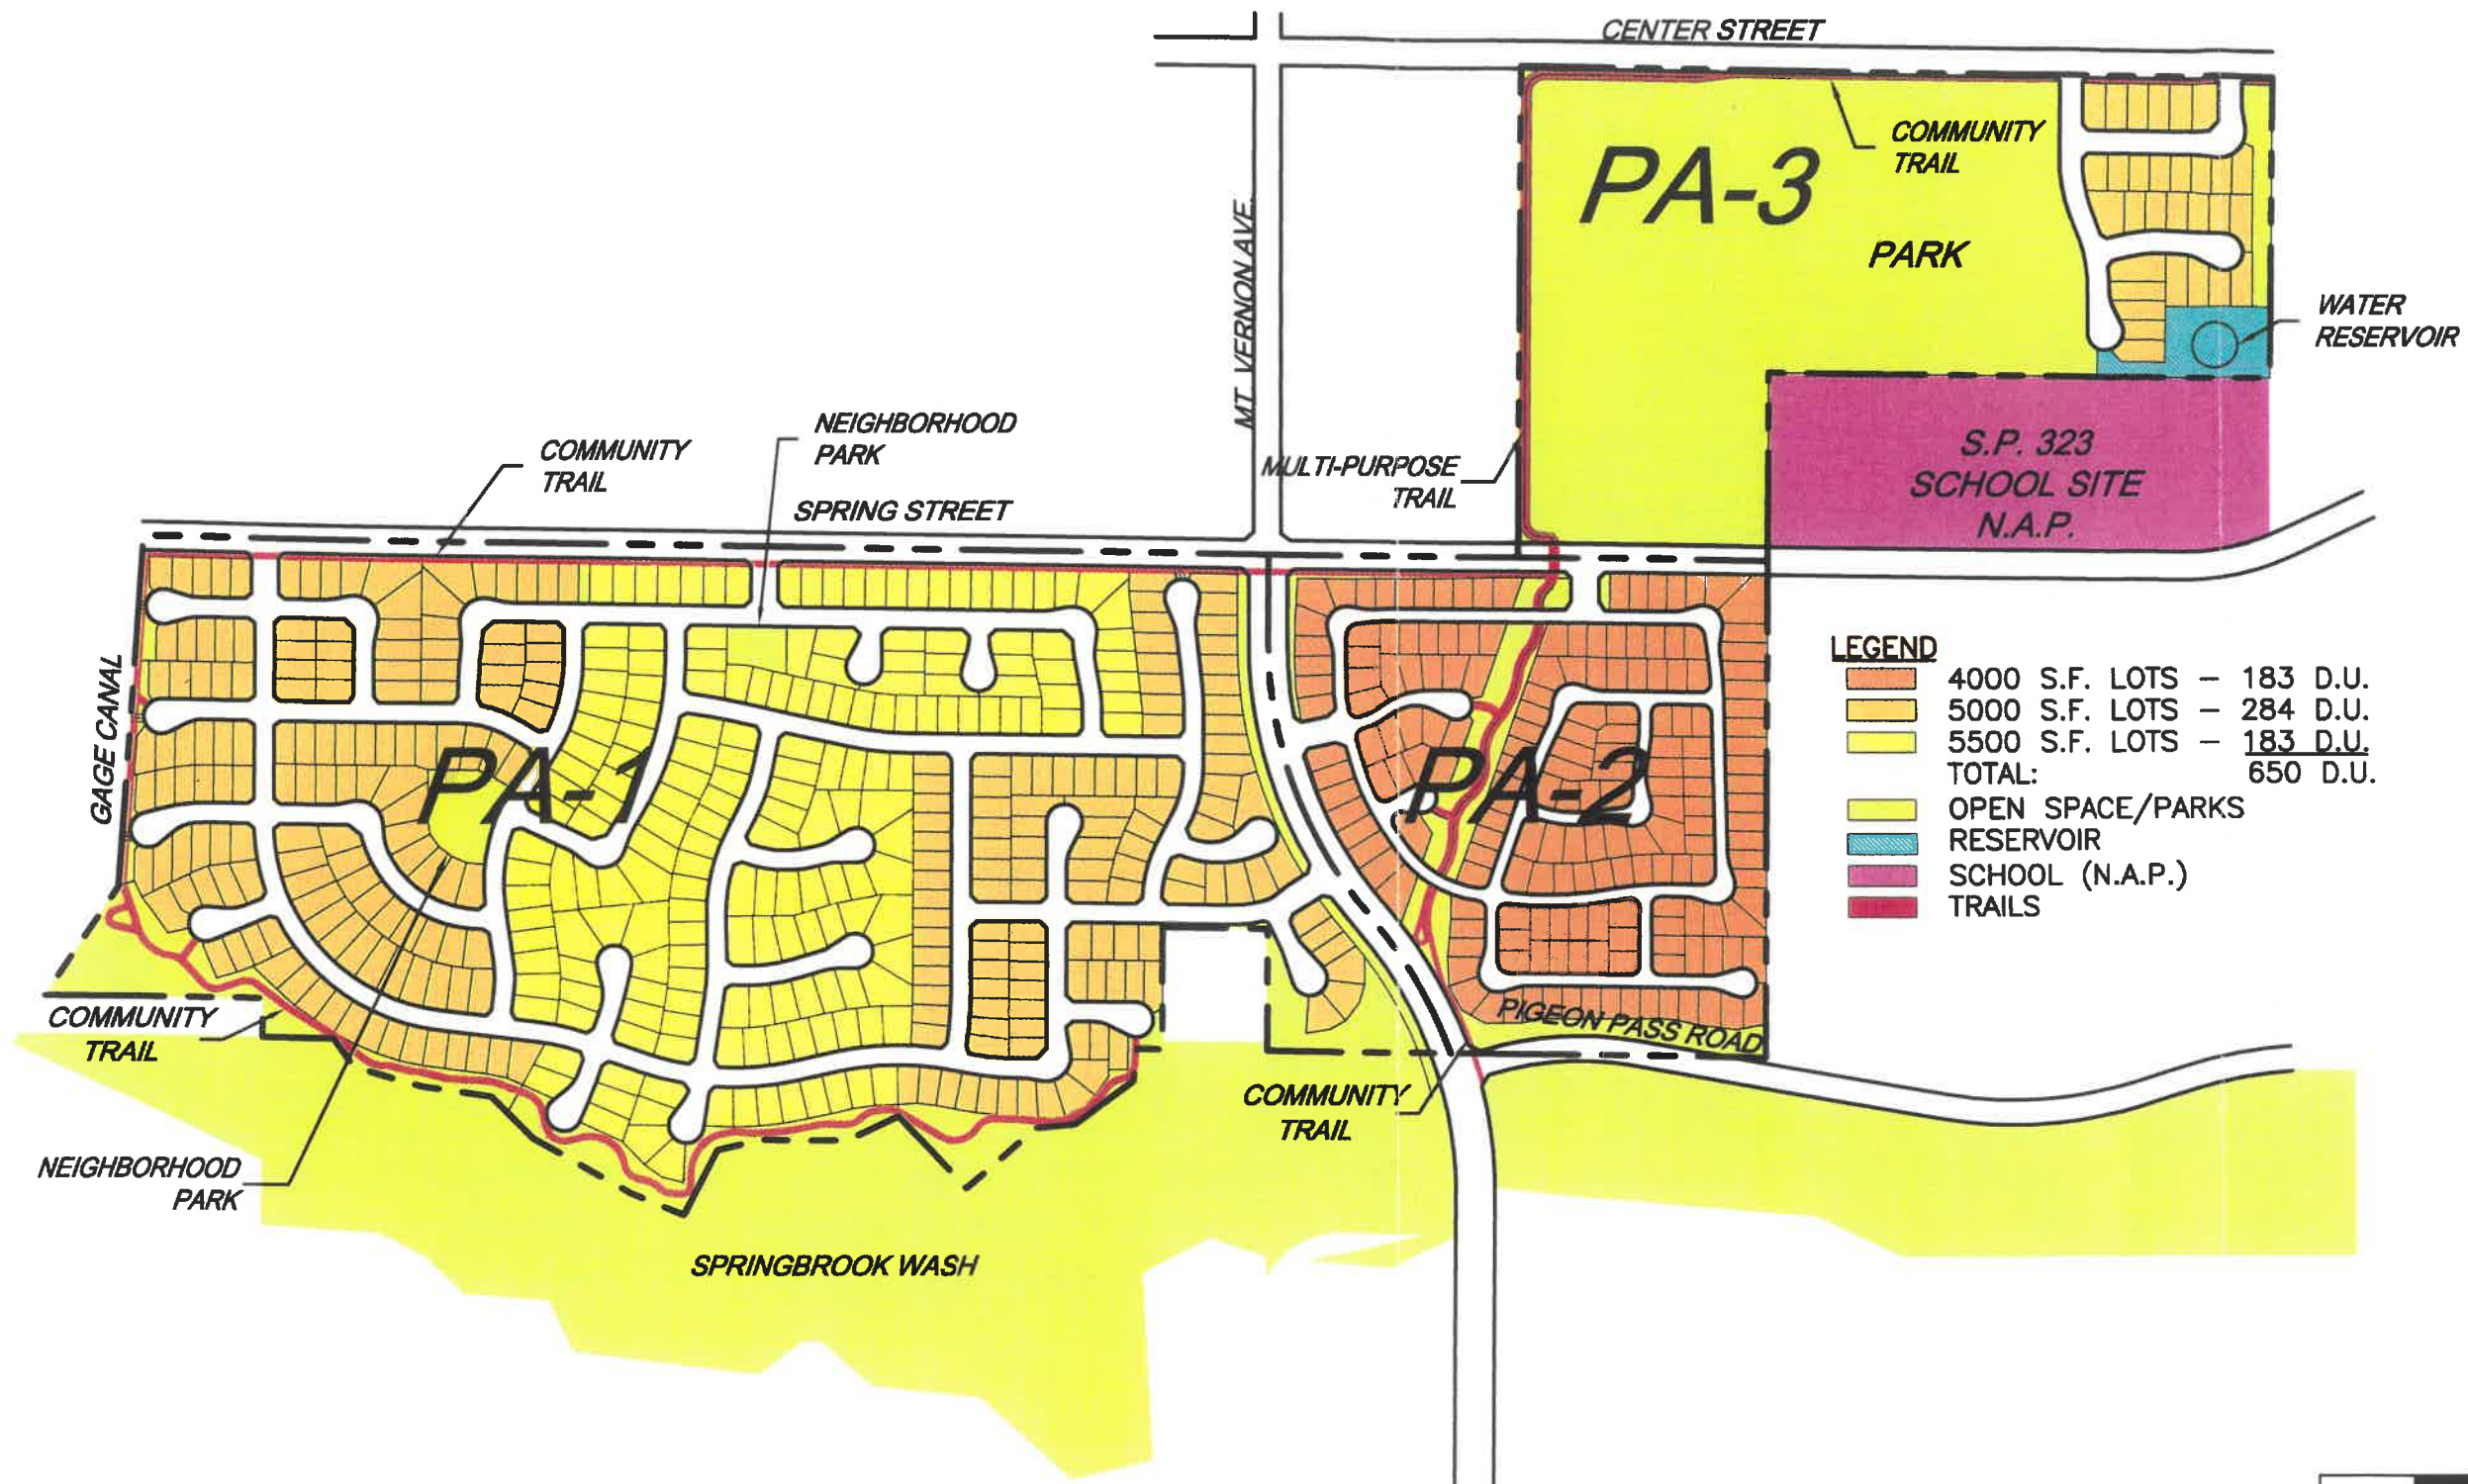 CENTER STREET
COMMUNITY
TRAIL
PA-3
PARK
MT. VERNON AVE.
WATER
RESERVOIR
NEIGHBORHOOD
PARK
COMMUNITY
TRAIL
MULTI-PURPOSE
TRAIL
S.P. 323
SCHOOL SITE
N.A.P.
SPRING STREET
GAGE CANAL
PA-1
PA-2
LEGEND
4000 S.F. LOTS – 183 D.U.
5000 S.F. LOTS – 284 D.U.
5500 S.F. LOTS – 183 D.U.
TOTAL: 650 D.U.
OPEN SPACE/PARKS
RESERVOIR
SCHOOL (N.A.P.)
TRAILS
COMMUNITY
TRAIL
PIGEON PASS ROAD
COMMUNITY
TRAIL
NEIGHBORHOOD
PARK
SPRINGBROOK WASH